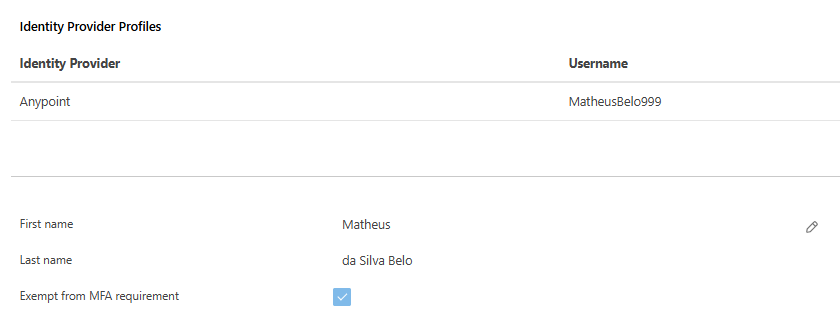 Identity Provider Profiles
Identity Provider Username
Anypoint MatheusBelo999
First name Matheus
Last name da Silva Belo
Exempt from MFA requirement